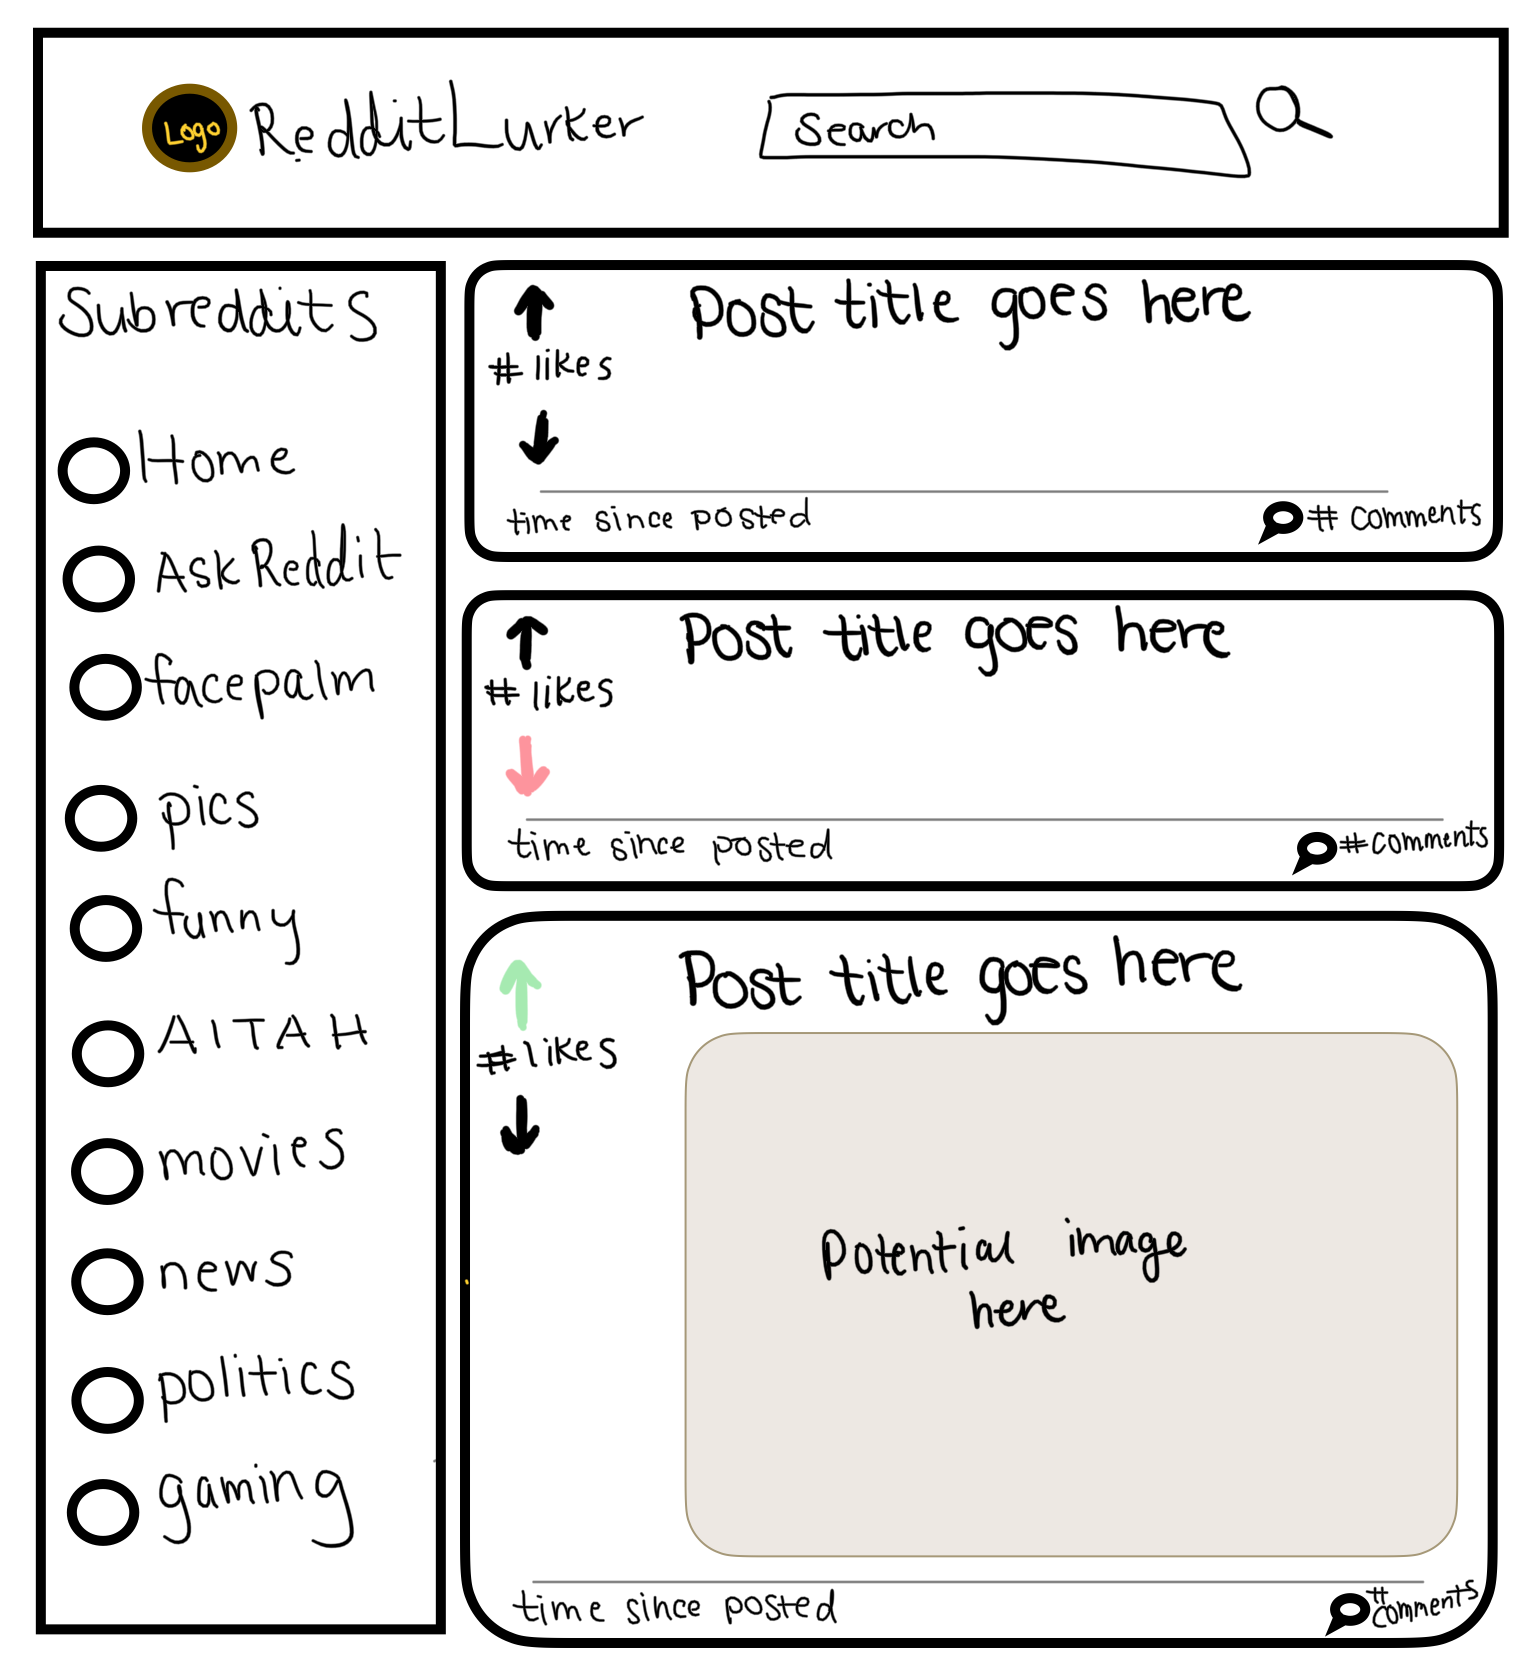 Logo
RedditLurker
Search
Subreddits
Home
AskReddit
facepalm
pics
funny
AITAH
movies
news
politics
gaming
Post title goes here
# likes
time since posted
# comments
Post title goes here
# likes
time since posted
# comments
Post title goes here
# likes
Potential image
here
time since posted
# comments